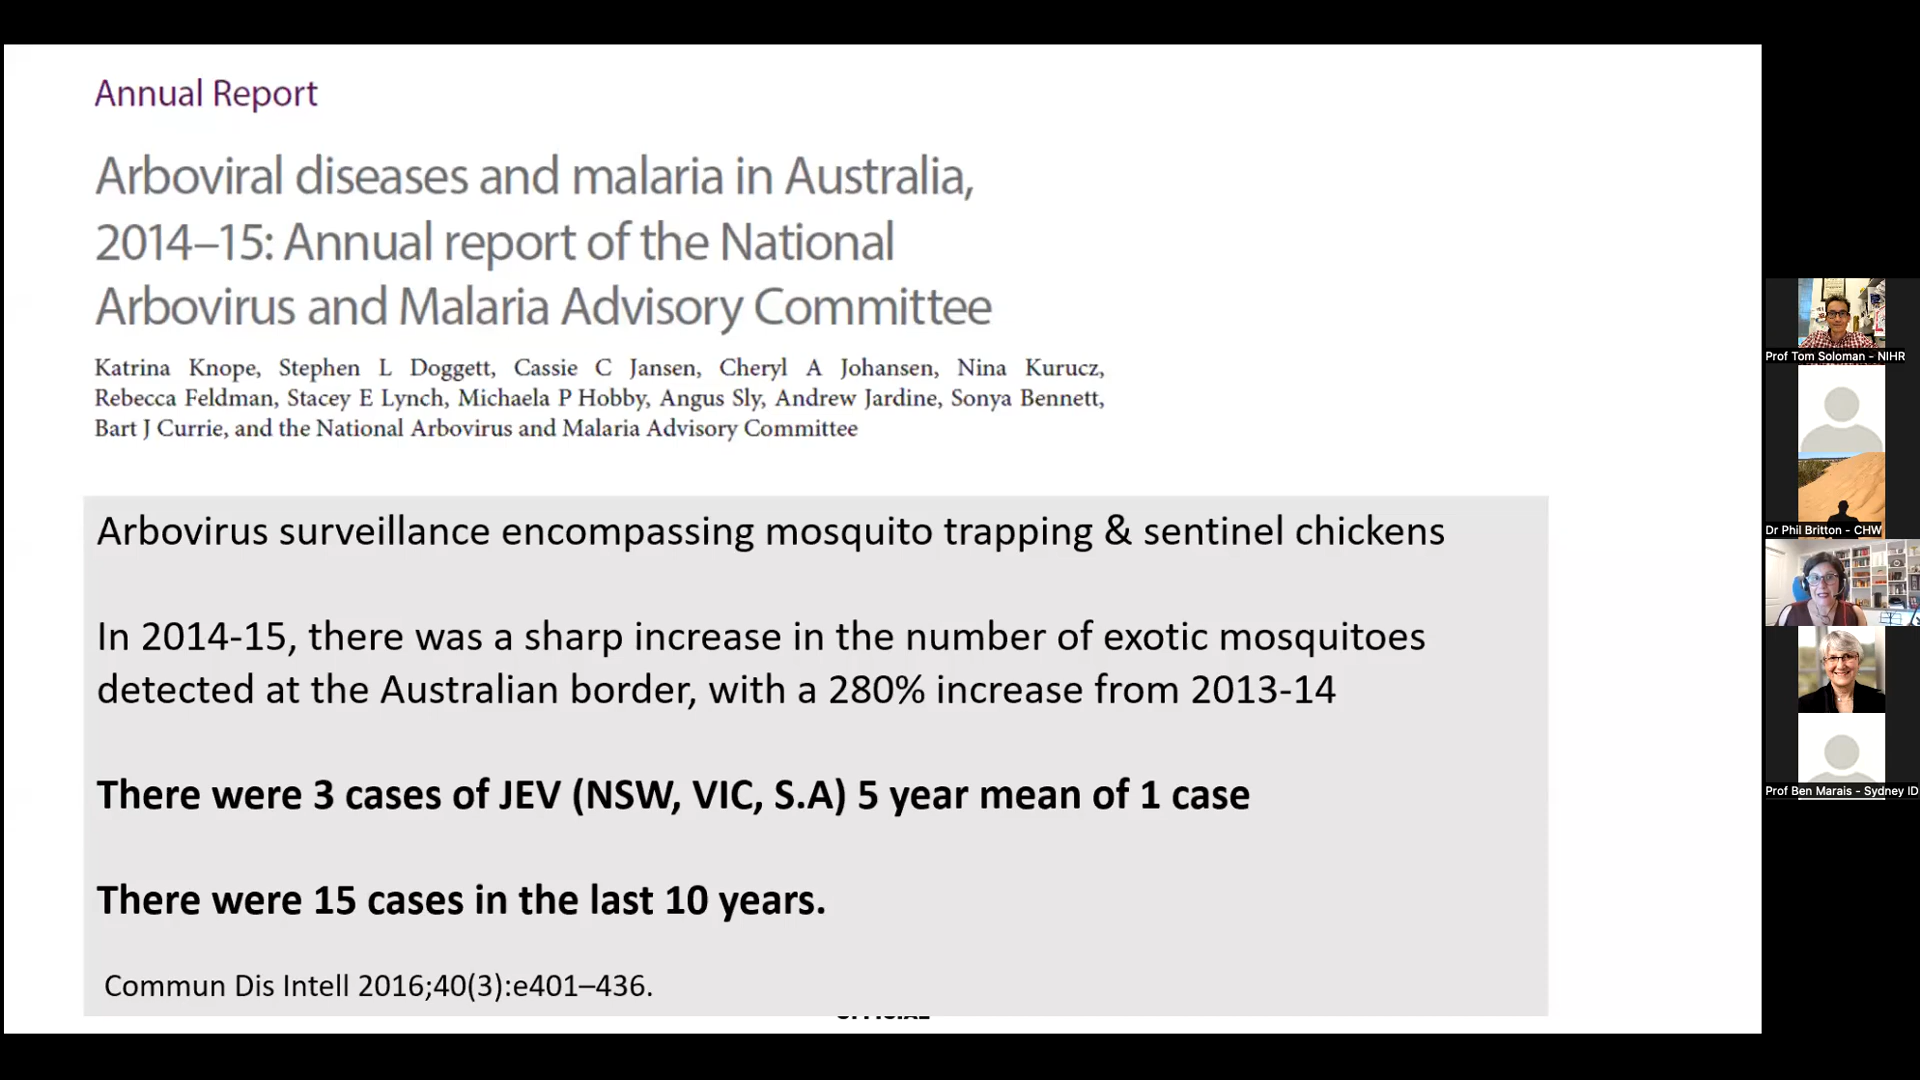 Annual Report
Arboviral diseases and malaria in Australia,
2014–15: Annual report of the National
Arbovirus and Malaria Advisory Committee
Katrina Knope, Stephen L Doggett, Cassie C Jansen, Cheryl A Johansen, Nina Kurucz,
Rebecca Feldman, Stacey E Lynch, Michaela P Hobby, Angus Sly, Andrew Jardine, Sonya Bennett,
Bart J Currie, and the National Arbovirus and Malaria Advisory Committee
Arbovirus surveillance encompassing mosquito trapping & sentinel chickens
In 2014-15, there was a sharp increase in the number of exotic mosquitoes
detected at the Australian border, with a 280% increase from 2013-14
There were 3 cases of JEV (NSW, VIC, S.A) 5 year mean of 1 case
There were 15 cases in the last 10 years.
Commun Dis Intell 2016;40(3):e401–436.
Prof Tom Soloman - NIHR
Dr Phil Britton - CHW
Prof Ben Marais - Sydney ID